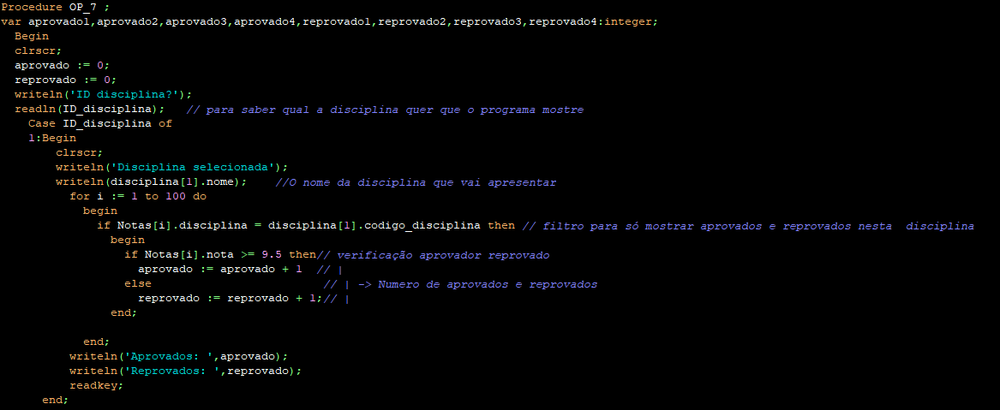 Procedure OP_7 ;
var aprovado1,aprovado2,aprovado3,aprovado4,reprovado1,reprovado2,reprovado3,reprovado4:integer;
Begin
clrscr;
aprovado := 0;
reprovado := 0;
writeln('ID disciplina?');
readln(ID_disciplina); // para saber qual a disciplina quer que o programa mostre
Case ID_disciplina of
1:Begin
clrscr;
writeln('Disciplina selecionada');
writeln(disciplina[1].nome); //O nome da disciplina que vai apresentar
for i := 1 to 100 do
begin
if Notas[i].disciplina = disciplina[1].codigo_disciplina then // filtro para só mostrar aprovados e reprovados nesta disciplina
begin
if Notas[i].nota >= 9.5 then// verificação aprovador reprovado
aprovado := aprovado + 1 // |
else // | -> Numero de aprovados e reprovados
reprovado := reprovado + 1;// |
end;
end;
writeln('Aprovados: ',aprovado);
writeln('Reprovados: ',reprovado);
readkey;
end;